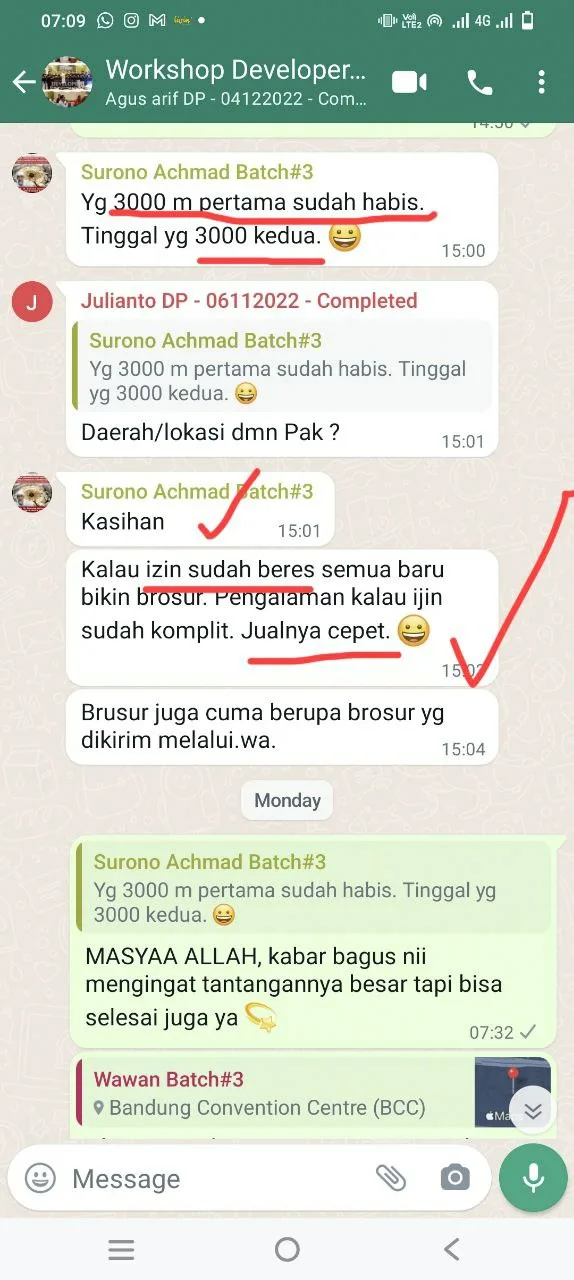 07:09
Voli
LTE2
4G
Workshop Developer...
Agus arif DP - 04122022 - Com...
14:50
Surono Achmad Batch#3
Yg 3000 m pertama sudah habis.
Tinggal yg 3000 kedua. 😀
15:00
J
Julianto DP - 06112022 - Completed
Surono Achmad Batch#3
Yg 3000 m pertama sudah habis. Tinggal
yg 3000 kedua. 😀
Daerah/lokasi dmn Pak ?
15:01
Surono Achmad Batch#3
Kasihan
15:01
Kalau izin sudah beres semua baru
bikin brosur. Pengalaman kalau ijin
sudah komplit. Jualnya cepet. 😀
15:03
Brusur juga cuma berupa brosur yg
dikirim melalui.wa.
15:04
Monday
Surono Achmad Batch#3
Yg 3000 m pertama sudah habis. Tinggal yg
3000 kedua. 😀
MASYAA ALLAH, kabar bagus nii
mengingat tantangannya besar tapi bisa
selesai juga ya 💫
07:32
Wawan Batch#3
Bandung Convention Centre (BCC)
Message